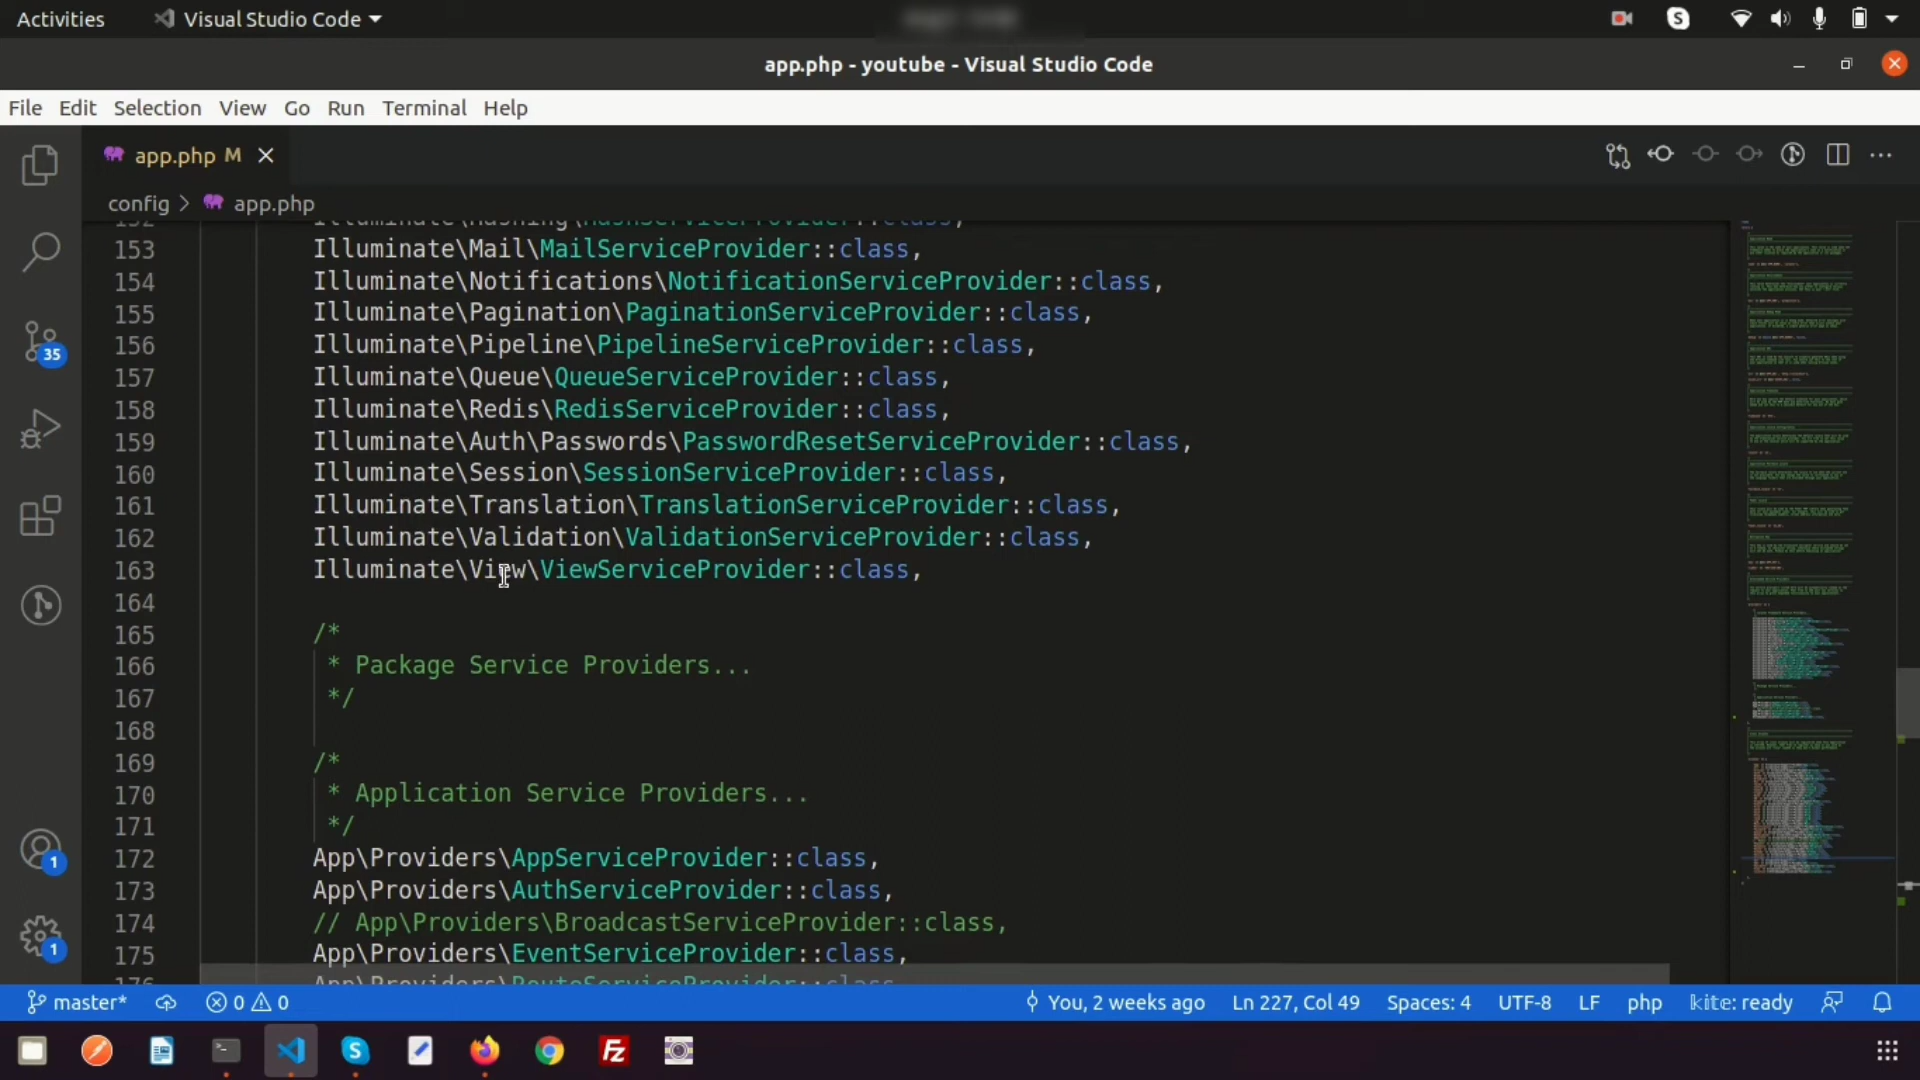 Activities Visual Studio Code
app.php - youtube - Visual Studio Code
File Edit Selection View Go Run Terminal Help
app.php M
config > app.php
153 Illuminate\Mail\MailServiceProvider::class,
154 Illuminate\Notifications\NotificationServiceProvider::class,
155 Illuminate\Pagination\PaginationServiceProvider::class,
156 Illuminate\Pipeline\PipelineServiceProvider::class,
157 Illuminate\Queue\QueueServiceProvider::class,
158 Illuminate\Redis\RedisServiceProvider::class,
159 Illuminate\Auth\Passwords\PasswordResetServiceProvider::class,
160 Illuminate\Session\SessionServiceProvider::class,
161 Illuminate\Translation\TranslationServiceProvider::class,
162 Illuminate\Validation\ValidationServiceProvider::class,
163 Illuminate\View\ViewServiceProvider::class,
164
165 /*
166 * Package Service Providers...
167 */
168
169 /*
170 * Application Service Providers...
171 */
172 App\Providers\AppServiceProvider::class,
173 App\Providers\AuthServiceProvider::class,
174 // App\Providers\BroadcastServiceProvider::class,
175 App\Providers\EventServiceProvider::class,
35
1
1
master* 0 0 You, 2 weeks ago Ln 227, Col 49 Spaces: 4 UTF-8 LF php kite: ready